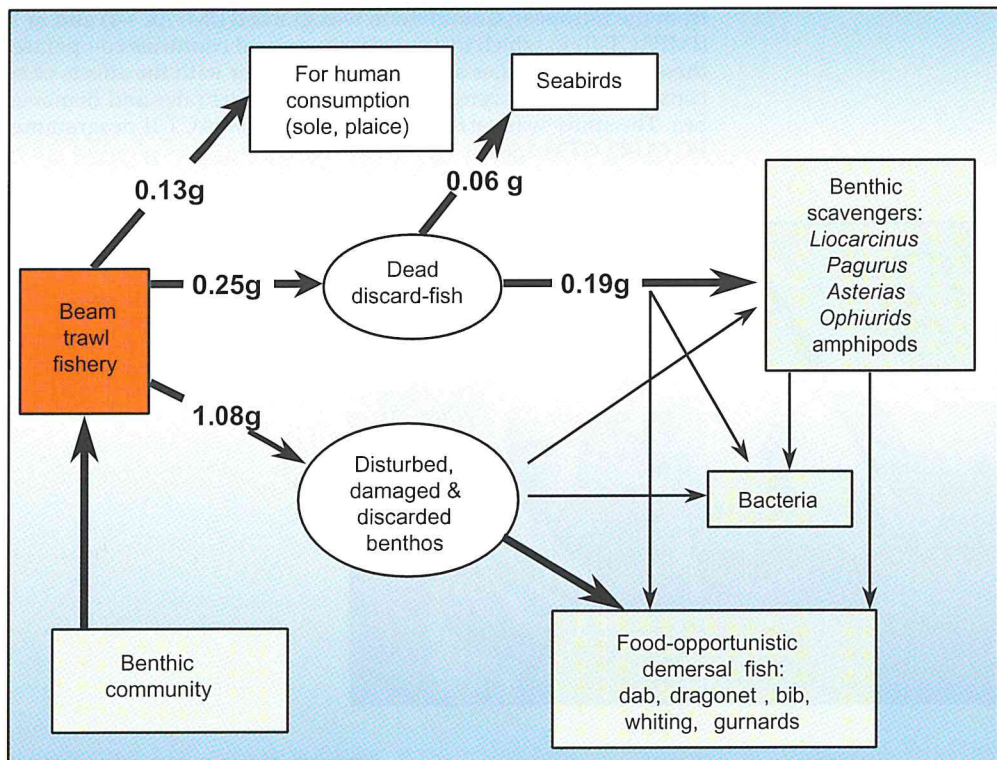 For human
consumption
(sole, plaice)
Seabirds
0.13g
0.06 g
Benthic
scavengers:
Liocarcinus
Pagurus
Asterias
Ophiurids
amphipods
Beam
trawl
fishery
0.25g
Dead
discard-fish
0.19g
1.08g
Disturbed,
damaged &
discarded
benthos
Bacteria
Benthic
community
Food-opportunistic
demersal fish:
dab, dragonet , bib,
whiting, gurnards